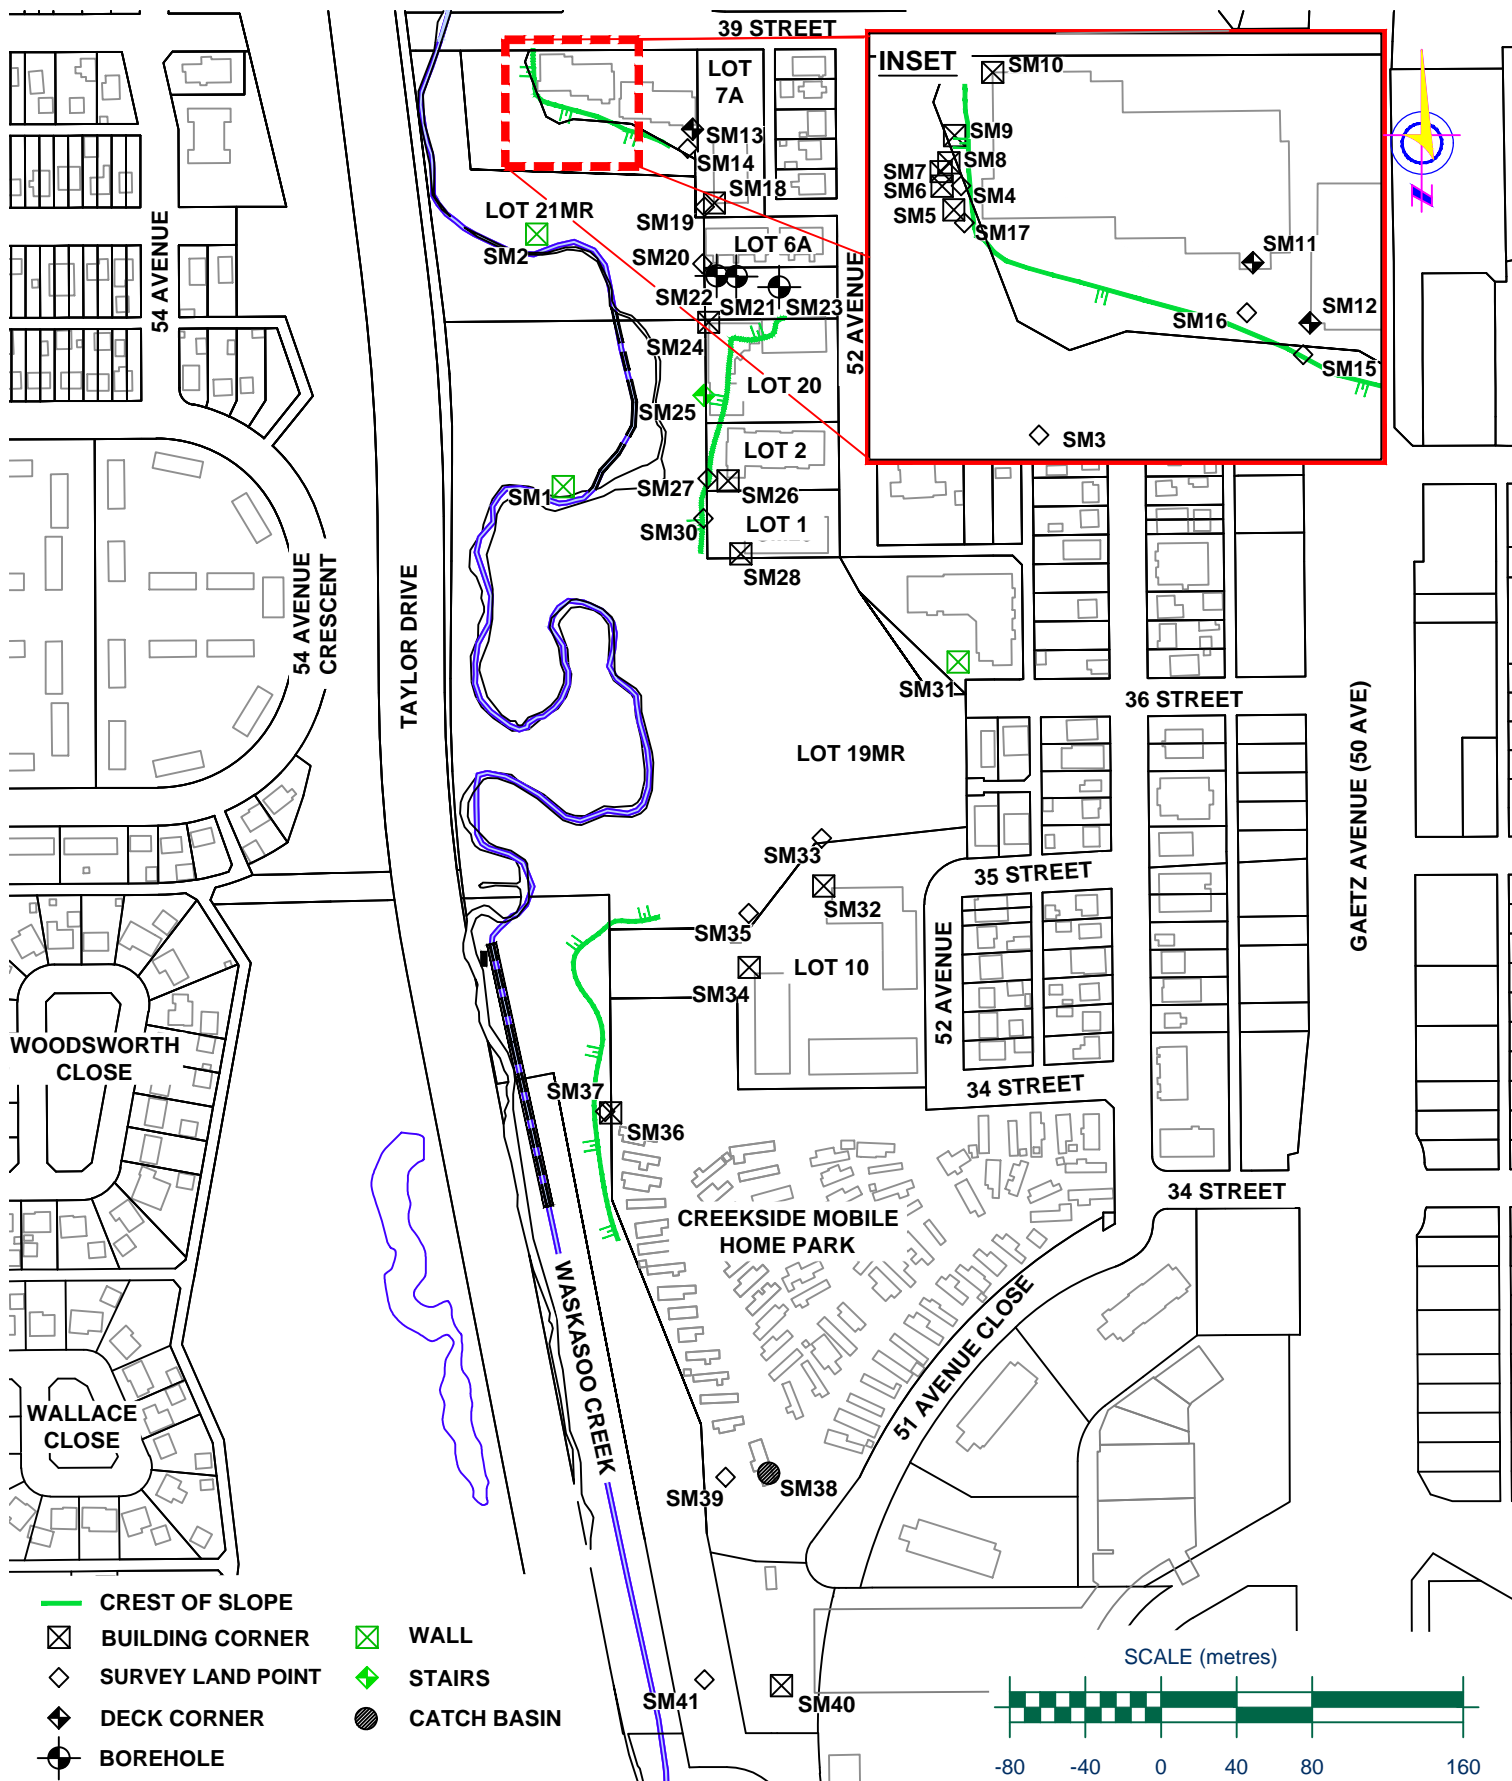 39 STREET
INSET
SM10
LOT
7A
SM9
SM8
SM7
SM6
SM4
SM5
SM17
SM11
SM12
SM16
SM15
SM3
SM13
SM14
SM18
SM19
LOT 21MR
SM2
LOT 6A
SM20
SM22
SM21
SM23
SM24
LOT 20
SM25
LOT 2
SM27
SM26
SM1
LOT 1
SM30
SM28
54 AVENUE
54 AVENUE
52 AVENUE
54 AVENUE
CRESCENT
TAYLOR DRIVE
SM31
36 STREET
GAETZ AVENUE (50 AVE)
LOT 19MR
SM33
35 STREET
SM32
SM35
LOT 10
SM34
52 AVENUE
WOODSWORTH
CLOSE
34 STREET
SM37
SM36
34 STREET
CREEKSIDE MOBILE
HOME PARK
WASKASOO CREEK
51 AVENUE CLOSE
WALLACE
CLOSE
SM39
SM38
SM41
SM40
CREST OF SLOPE
BUILDING CORNER
WALL
SURVEY LAND POINT
STAIRS
DECK CORNER
CATCH BASIN
BOREHOLE
SCALE (metres)
-80 -40 0 40 80 160
N